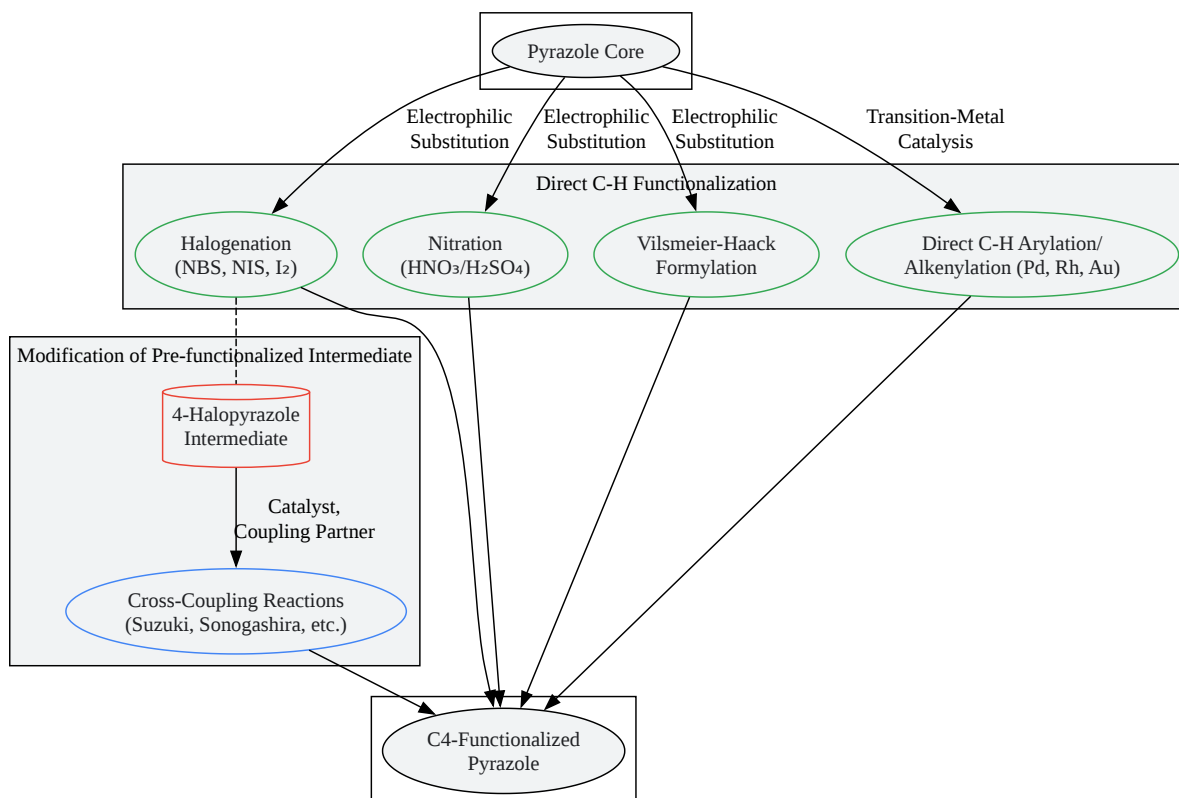 Pyrazole Core
Electrophilic
Substitution
Electrophilic
Substitution
Electrophilic
Substitution
Transition-Metal
Catalysis
Direct C-H Functionalization
Halogenation
(NBS, NIS, I₂)
Nitration
(HNO₃/H₂SO₄)
Vilsmeier-Haack
Formylation
Direct C-H Arylation/
Alkenylation (Pd, Rh, Au)
Modification of Pre-functionalized Intermediate
4-Halopyrazole
Intermediate
Catalyst,
Coupling Partner
Cross-Coupling Reactions
(Suzuki, Sonogashira, etc.)
C4-Functionalized
Pyrazole